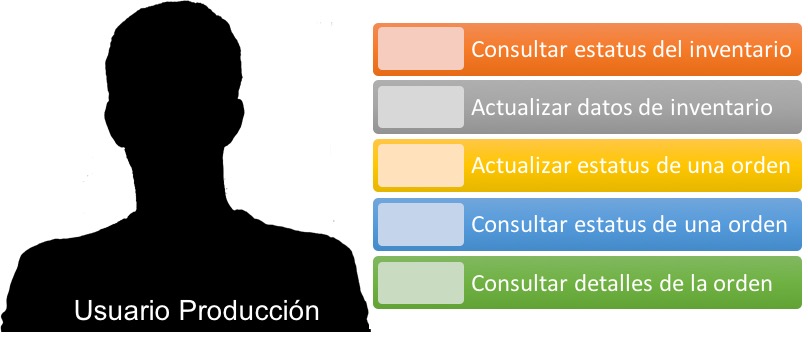 Consultar estatus del inventario
Actualizar datos de inventario
Actualizar estatus de una orden
Consultar estatus de una orden
Consultar detalles de la orden
Usuario Producción